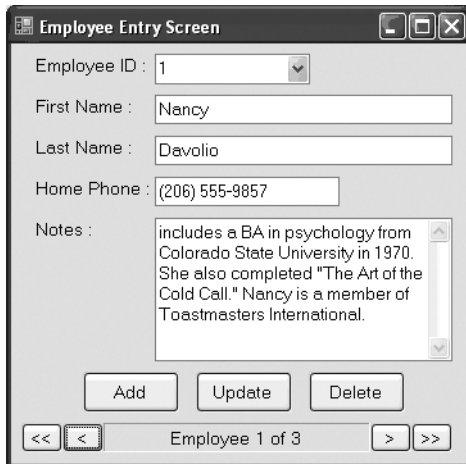 Employee Entry Screen
Employee ID : 1
First Name : Nancy
Last Name : Davolio
Home Phone : (206) 555-9857
Notes : includes a BA in psychology from
Colorado State University in 1970.
She also completed "The Art of the
Cold Call." Nancy is a member of
Toastmasters International.
Add Update Delete
<< < Employee 1 of 3 > >>